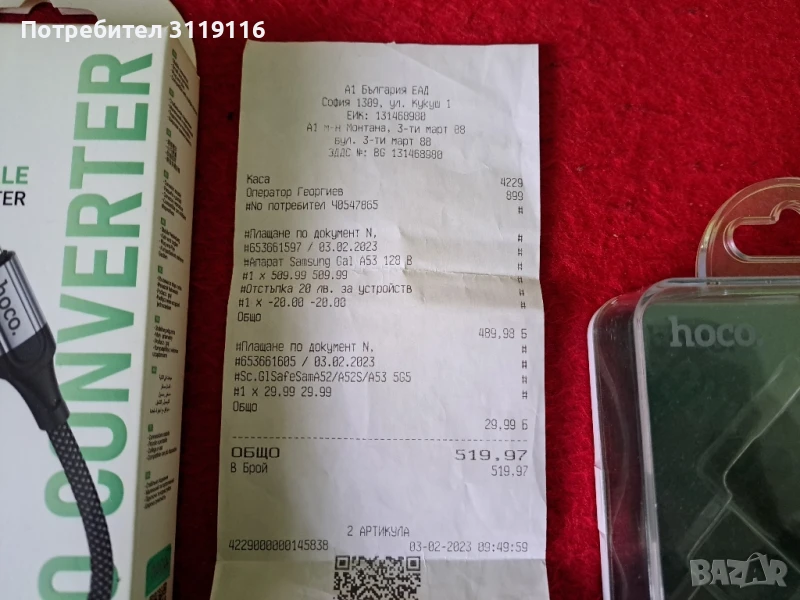 Потребител 3119116
CONVERTER
hoco.
А1 България ЕАД
София 1309, ул. Кукуш 1
ЕИК: 131468980
А1 м-н Монтана, 3-ти март 88
бул. 3-ти март 88
ЗДДС №: BG 131468980
Каса 4229
Оператор Георгиев 899
#No потребител 40547865 #
#Плащане по документ N, #
#653661597 / 03.02.2023 #
#Апарат Samsung Gal A53 128 B #
#1 x 509.99 509.99 #
#Отстъпка 20 лв. за устройств #
#1 x -20.00 -20.00 #
Общо
489,98 Б
#Плащане по документ N, #
#653661605 / 03.02.2023 #
#Sc.GlSafeSamA52/A52S/A53 5G5 #
#1 x 29.99 29.99 #
Общо
29,99 Б
ОБЩО 519.97
В Брой 519.97
2 АРТИКУЛА
4229000000145838 03-02-2023 09:49:59
hoco.
BAZAR